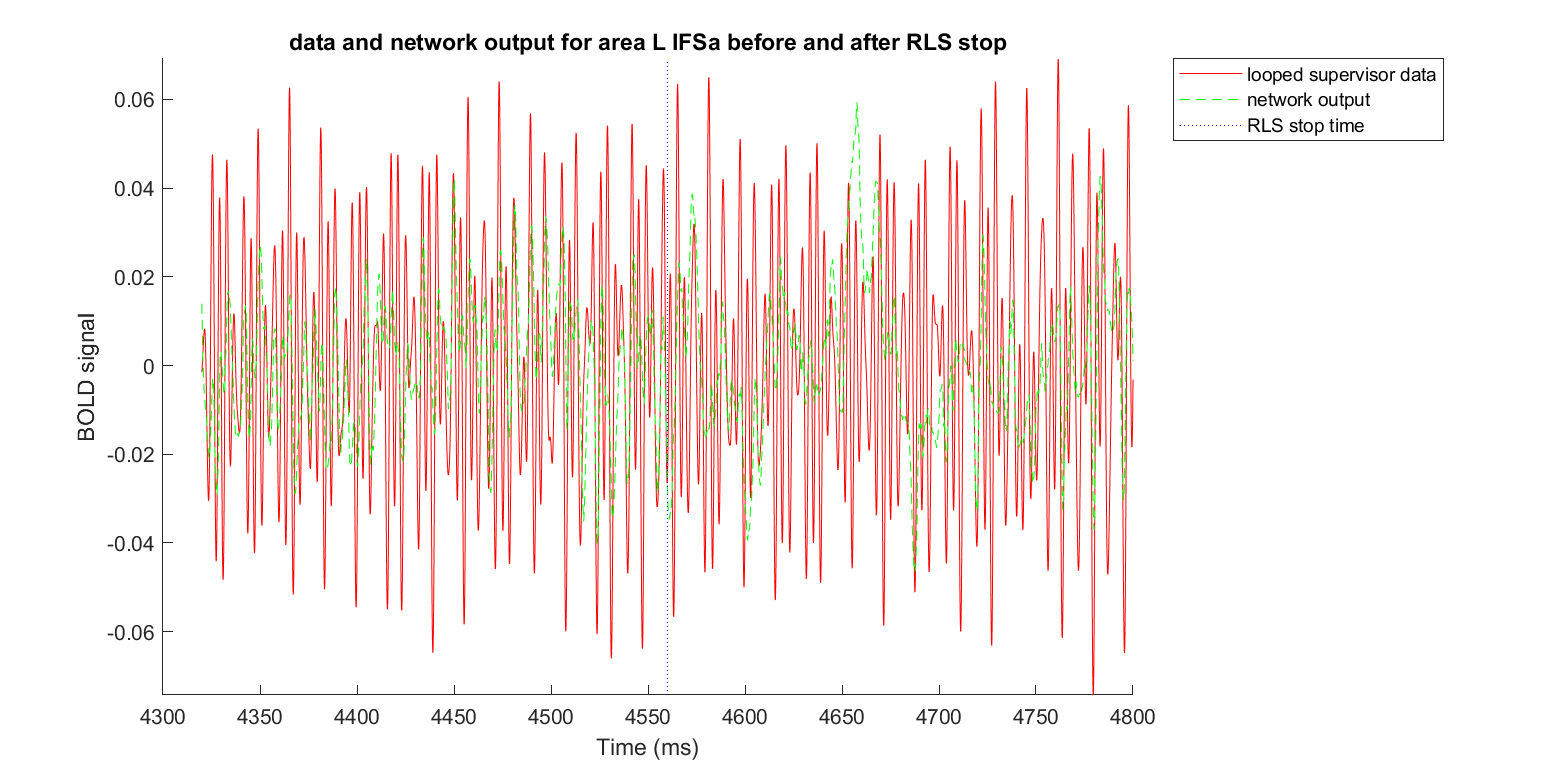 data and network output for area L IFSa before and after RLS stop
looped supervisor data
network output
RLS stop time
BOLD signal
0.06
0.04
0.02
0
-0.02
-0.04
-0.06
4300 4350 4400 4450 4500 4550 4600 4650 4700 4750 4800
Time (ms)